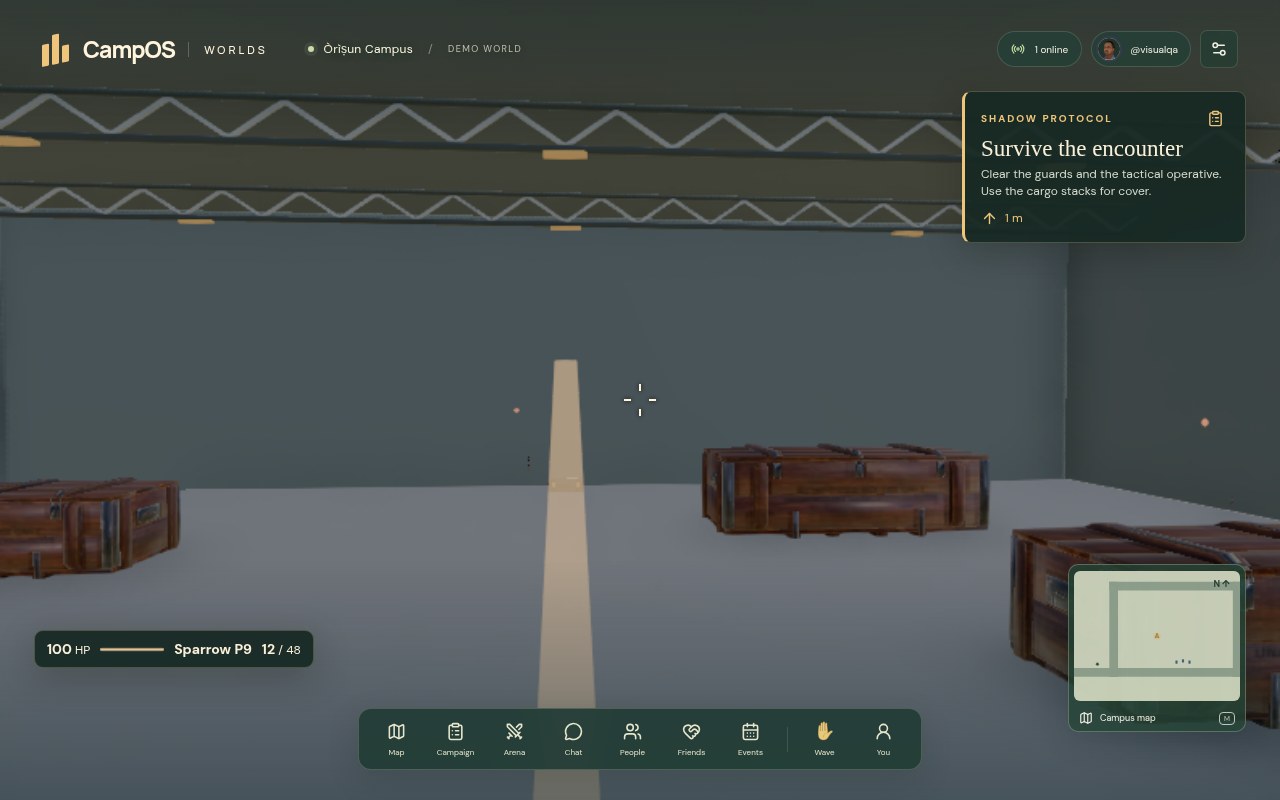 CampOS
WORLDS
Òrìṣun Campus / DEMO WORLD
1 online
@visualqa
SHADOW PROTOCOL
Survive the encounter
Clear the guards and the tactical operative.
Use the cargo stacks for cover.
1 m
N
100 HP
Sparrow P9 12 / 48
Campus map
M
Map
Campaign
Arena
Chat
People
Friends
Events
Wave
You